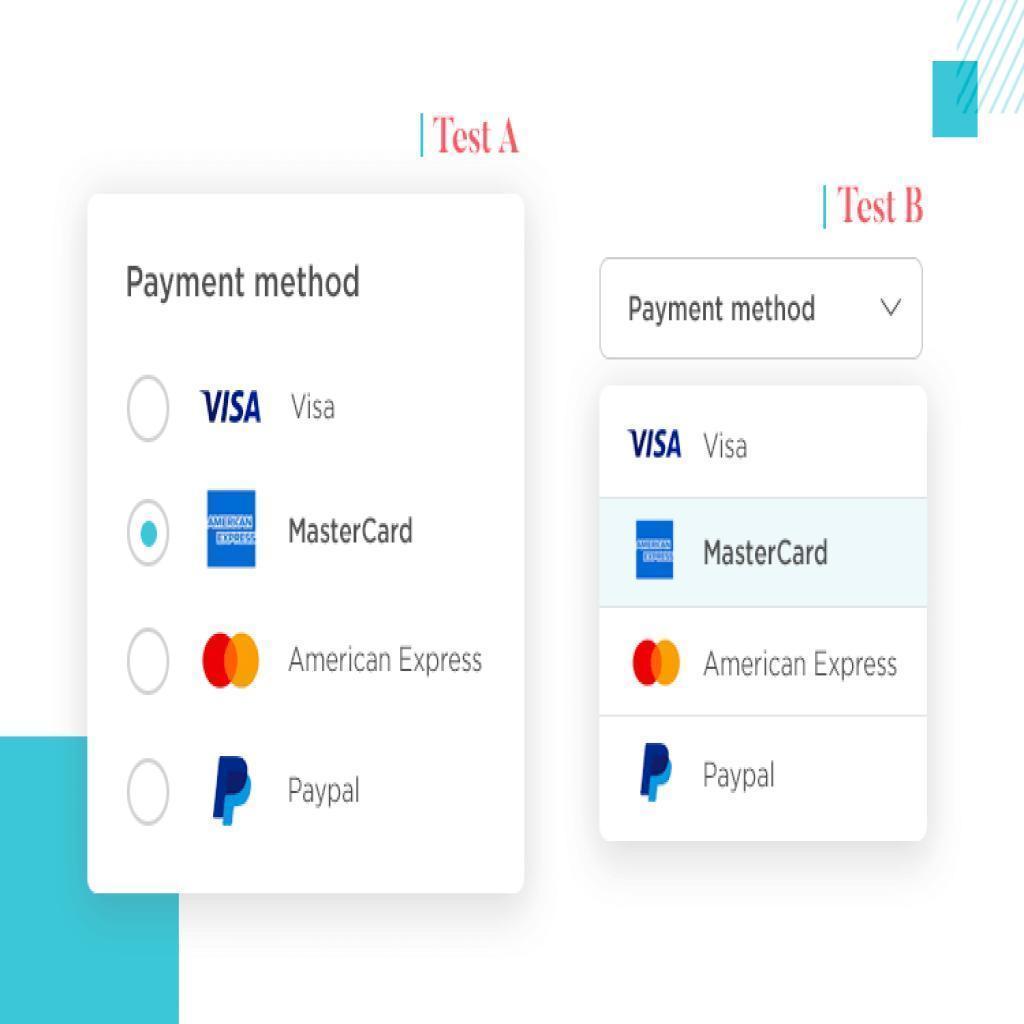 Test A
Payment method
VISA Visa
AMERICAN
EXPRESS
MasterCard
American Express
Paypal
Test B
Payment method
VISA Visa
AMERICAN
EXPRESS
MasterCard
American Express
Paypal